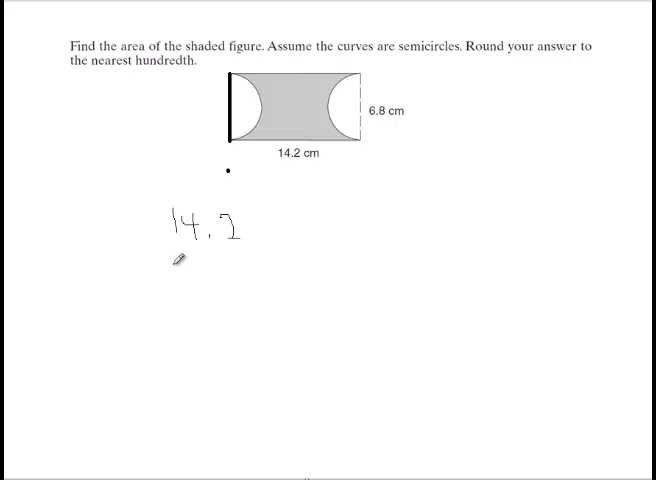 Find the area of the shaded figure. Assume the curves are semicircles. Round your answer to
the nearest hundredth.
6.8 cm
14.2 cm
14.2